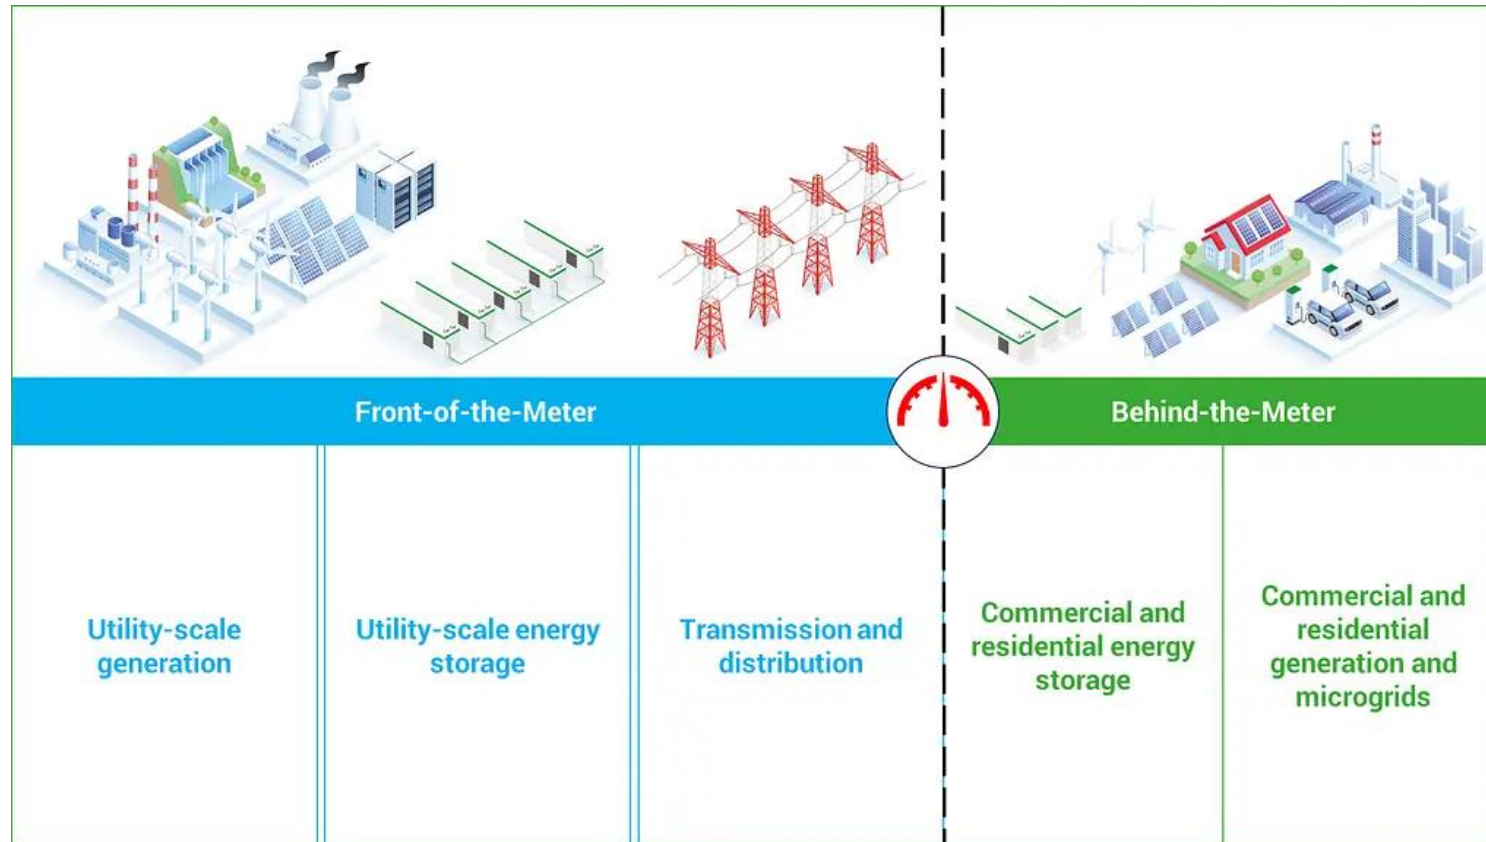 Front-of-the-Meter
Behind-the-Meter
Utility-scale
generation
Utility-scale energy
storage
Transmission and
distribution
Commercial and
residential energy
storage
Commercial and
residential
generation and
microgrids